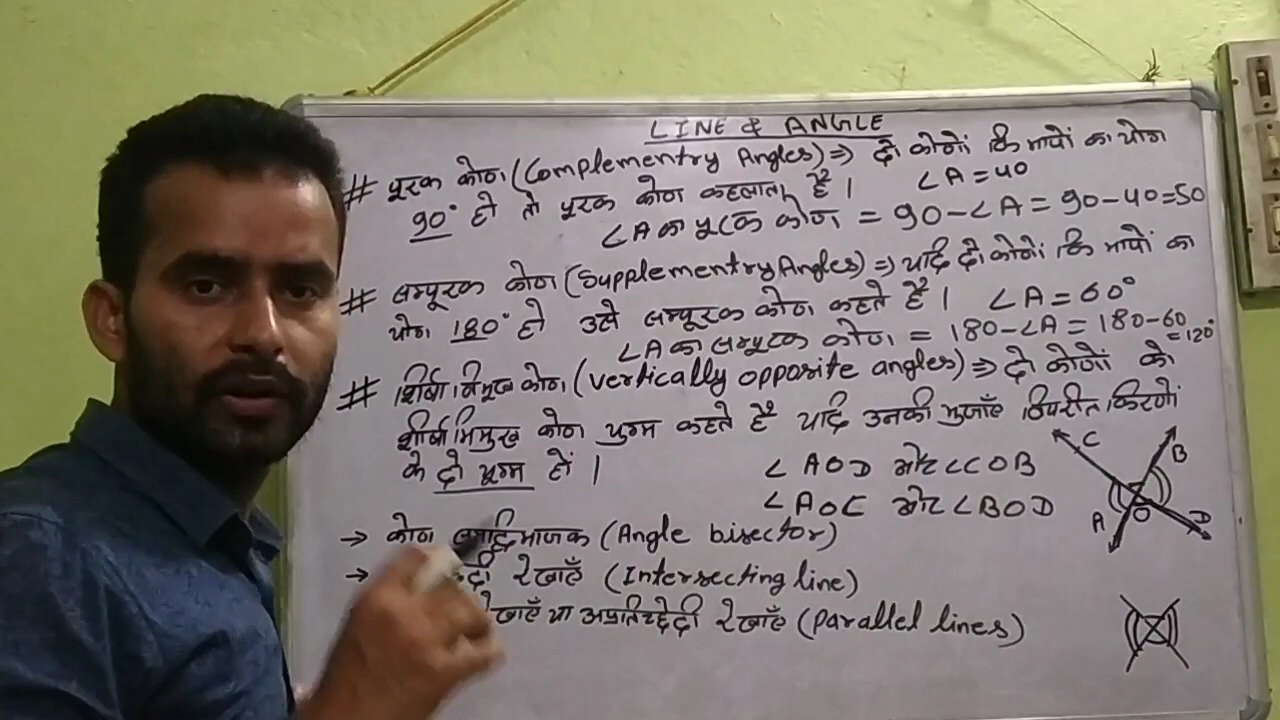 LINE & ANGLE
# पूरक कोण (Complementry Angles) ⇒ दो कोणों कि मापों का योग
90° हो तो पूरक कोण कहलाता है। ∠A = 40
∠A का पूरक कोण = 90-∠A = 90-40=50
# सम्पूरक कोण (Supplementry Angles) ⇒ यदि दो कोणों कि मापों का
योग 180° हो उसे सम्पूरक कोण कहते हैं। ∠A = 60°
∠A का सम्पूरक कोण = 180-∠A = 180-60
=120°
# शिर्षाभिमुख कोण (vertically opposite angles) ⇒ दो कोणों को
शीर्षाभिमुख कोण युग्म कहते हैं यदि उनकी भुजाएँ विपरीत किरणों
के दो युग्म हों।
∠AOD और ∠COB
∠AOC और ∠BOD
C
B
A
O
D
→ कोण समद्विभाजक (Angle bisector)
→ रेखाएँ (Intersecting line)
रेखाएँ या अप्रतिच्छेदी रेखाएँ (Parallel lines)